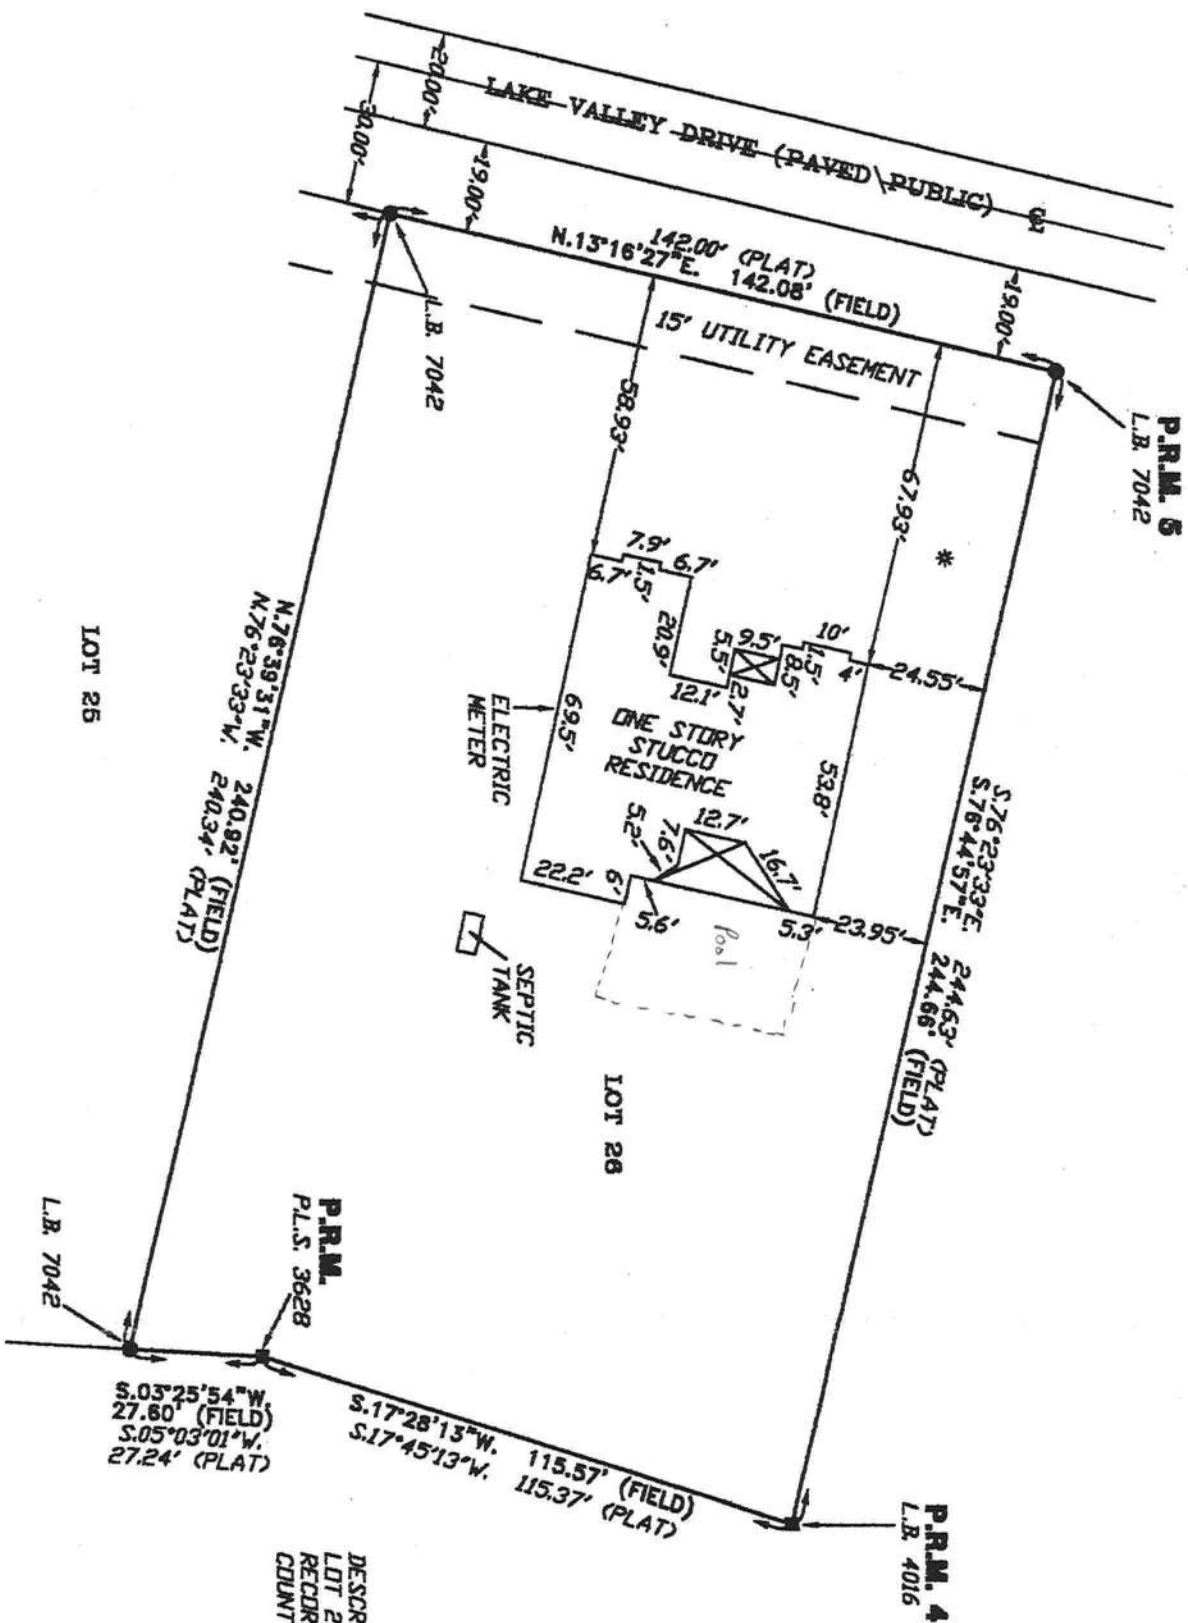 LAKE VALLEY DRIVE (PAVED\PUBLIC)
20.00'
30.00'
19.00'
19.00'
142.00' (PLAT)
N.13°16'27"E. 142.08' (FIELD)
15' UTILITY EASEMENT
L.B. 7042
P.R.M. 5
L.B. 7042
58.93'
67.93'
*
7.9'
6.7'
6.7'
1.5'
20.9'
12.1'
5.5'
9.5'
2.7'
8.5'
10'
1.5'
4'
24.55'
53.8'
ONE STORY
STUCCO
RESIDENCE
69.5'
ELECTRIC
METER
12.7'
7.6'
5.2'
16.7'
22.2'
6'
5.6'
5.3'
23.95'
Pool
SEPTIC
TANK
LOT 25
LOT 26
S.76°23'33"E. 244.63' (PLAT)
S.76°44'57"E. 244.66' (FIELD)
N.76°39'31"W. 240.92' (FIELD)
N.76°23'33"W. 240.34' (PLAT)
P.R.M.
P.L.S. 3628
L.B. 7042
S.03°25'54"W.
27.60' (FIELD)
S.05°03'01"W.
27.24' (PLAT)
S.17°28'13"W. 115.57' (FIELD)
S.17°45'13"W. 115.37' (PLAT)
P.R.M. 4
L.B. 4016
DESCR
LOT 2
RECOR
COUNT